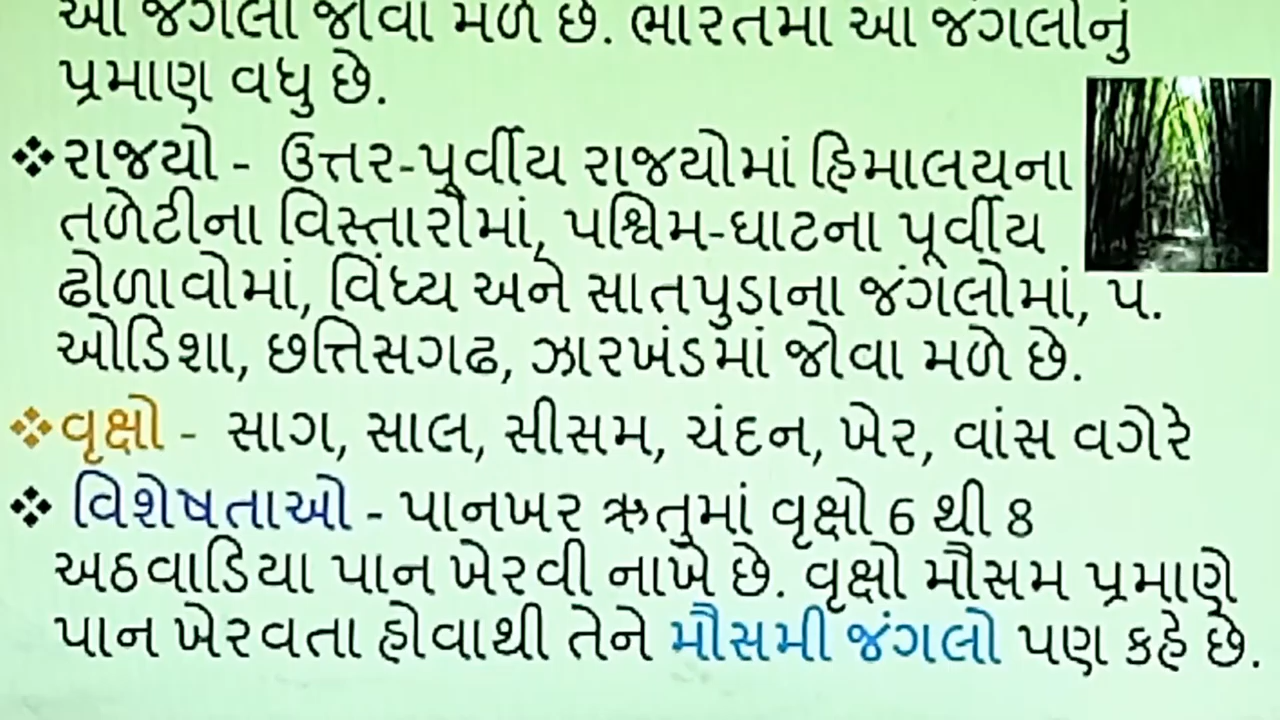 આ જંગલો જોવા મળે છે. ભારતમાં આ જંગલોનું
પ્રમાણ વધુ છે.
❖રાજયો - ઉત્તર-પૂર્વીય રાજયોમાં હિમાલયના
તળેટીના વિસ્તારોમાં, પશ્ચિમ-ઘાટના પૂર્વીય
ઢોળાવોમાં, વિંધ્ય અને સાતપુડાના જંગલોમાં, પ.
ઓડિશા, છત્તિસગઢ, ઝારખંડમાં જોવા મળે છે.
❖વૃક્ષો - સાગ, સાલ, સીસમ, ચંદન, ખેર, વાંસ વગેરે
❖ વિશેષતાઓ - પાનખર ઋતુમાં વૃક્ષો 6 થી 8
અઠવાડિયા પાન ખેરવી નાખે છે. વૃક્ષો મૌસમ પ્રમાણે
પાન ખેરવતા હોવાથી તેને મૌસમી જંગલો પણ કહે છે.